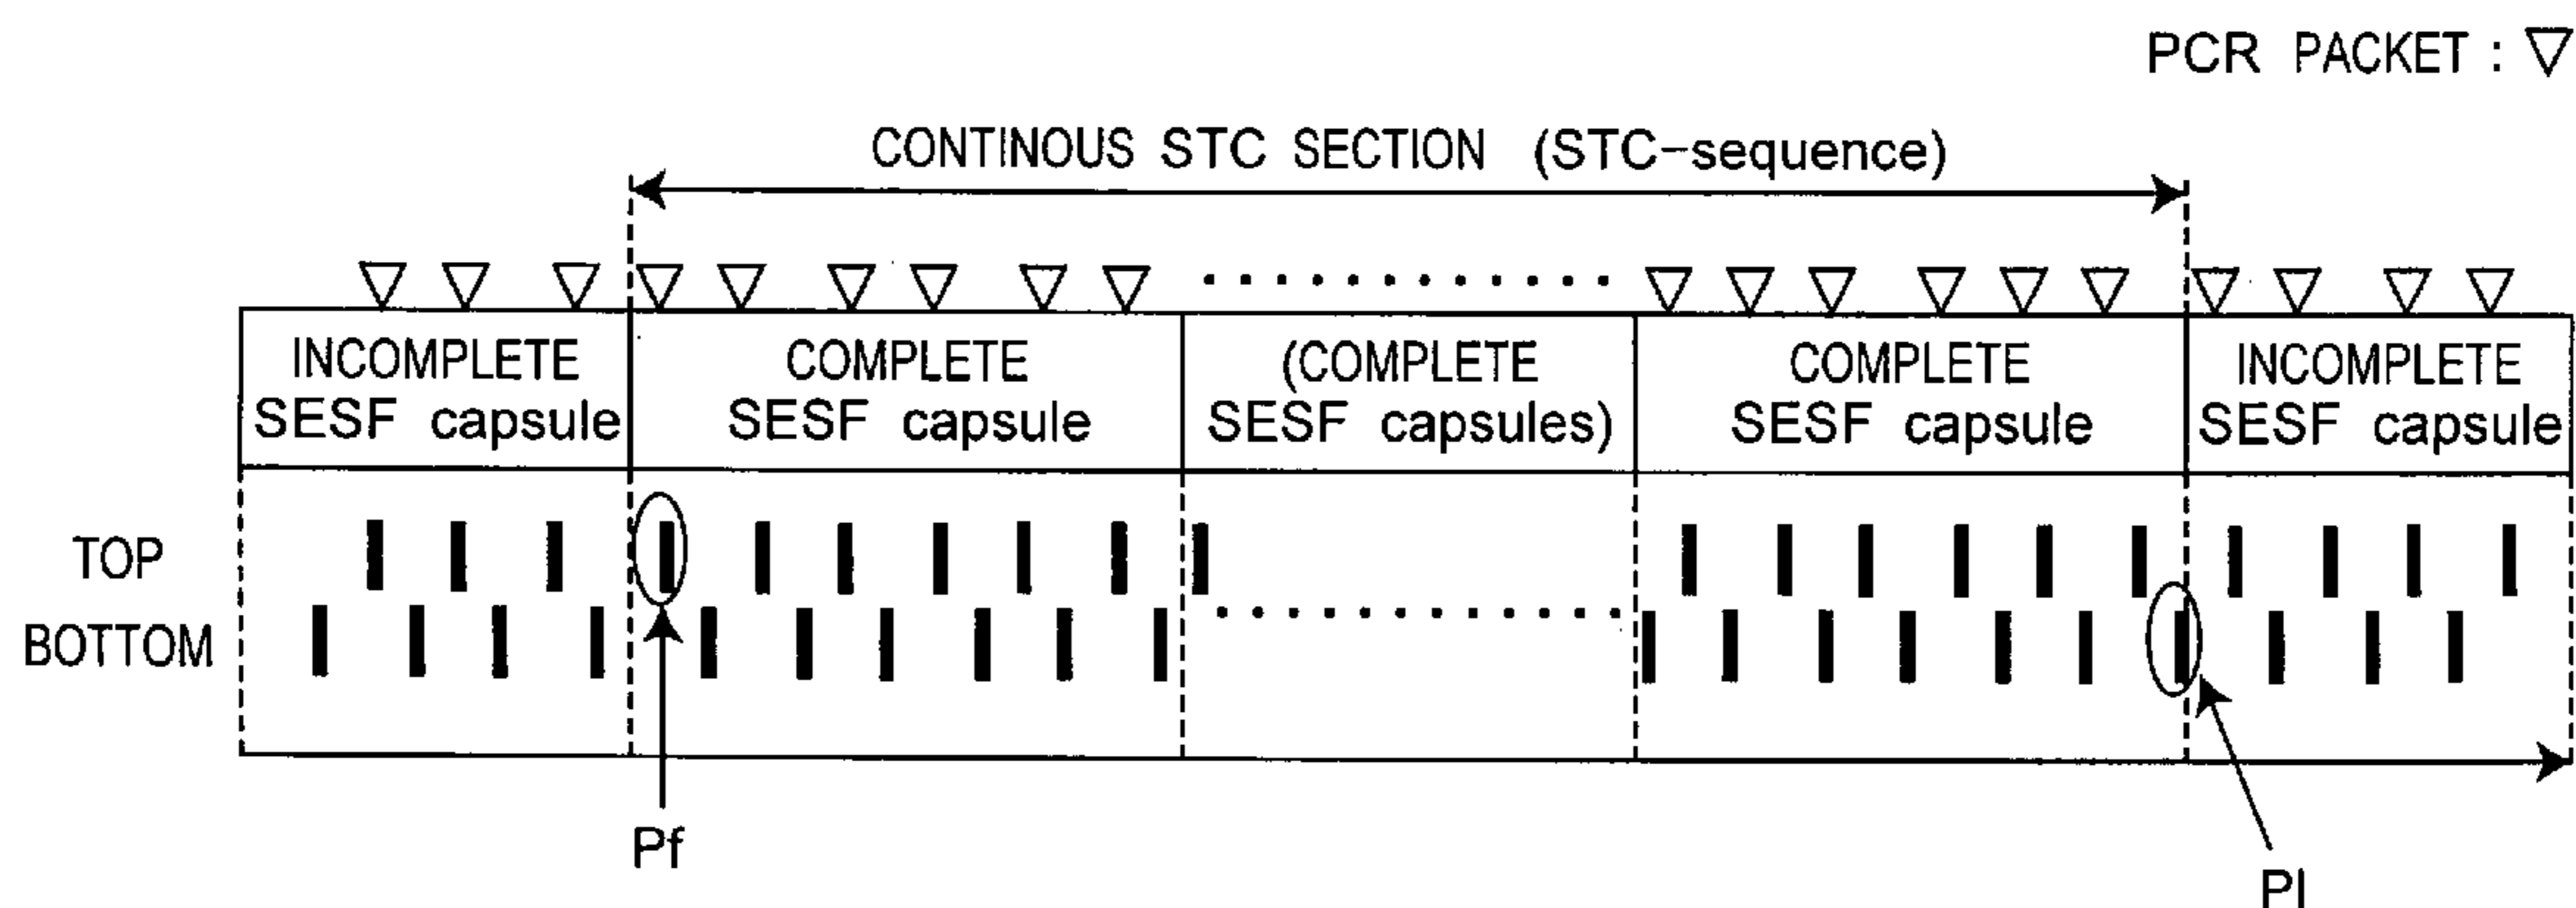 PCR PACKET : ▽
CONTINOUS STC SECTION (STC-sequence)
INCOMPLETE
SESF capsule
COMPLETE
SESF capsule
(COMPLETE
SESF capsules)
COMPLETE
SESF capsule
INCOMPLETE
SESF capsule
TOP
BOTTOM
Pf
Pl